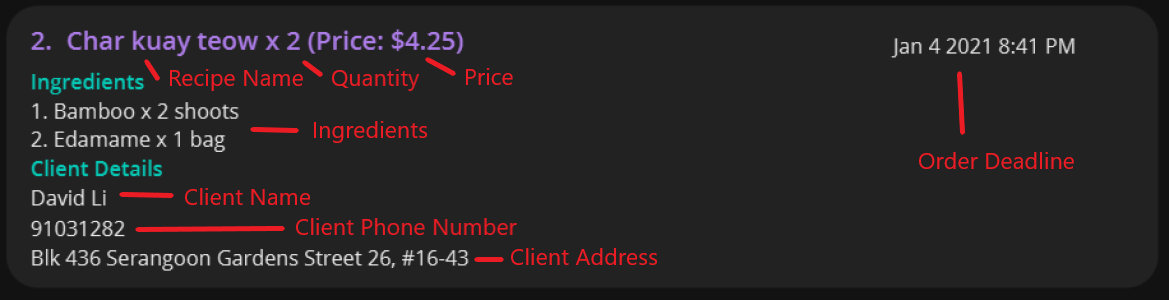 2. Char kuay teow x 2 (Price: $4.25)
Jan 4 2021 8:41 PM
Ingredients
Recipe Name
Quantity
Price
1. Bamboo x 2 shoots
2. Edamame x 1 bag
Ingredients
Order Deadline
Client Details
David Li
Client Name
91031282
Client Phone Number
Blk 436 Serangoon Gardens Street 26, #16-43
Client Address